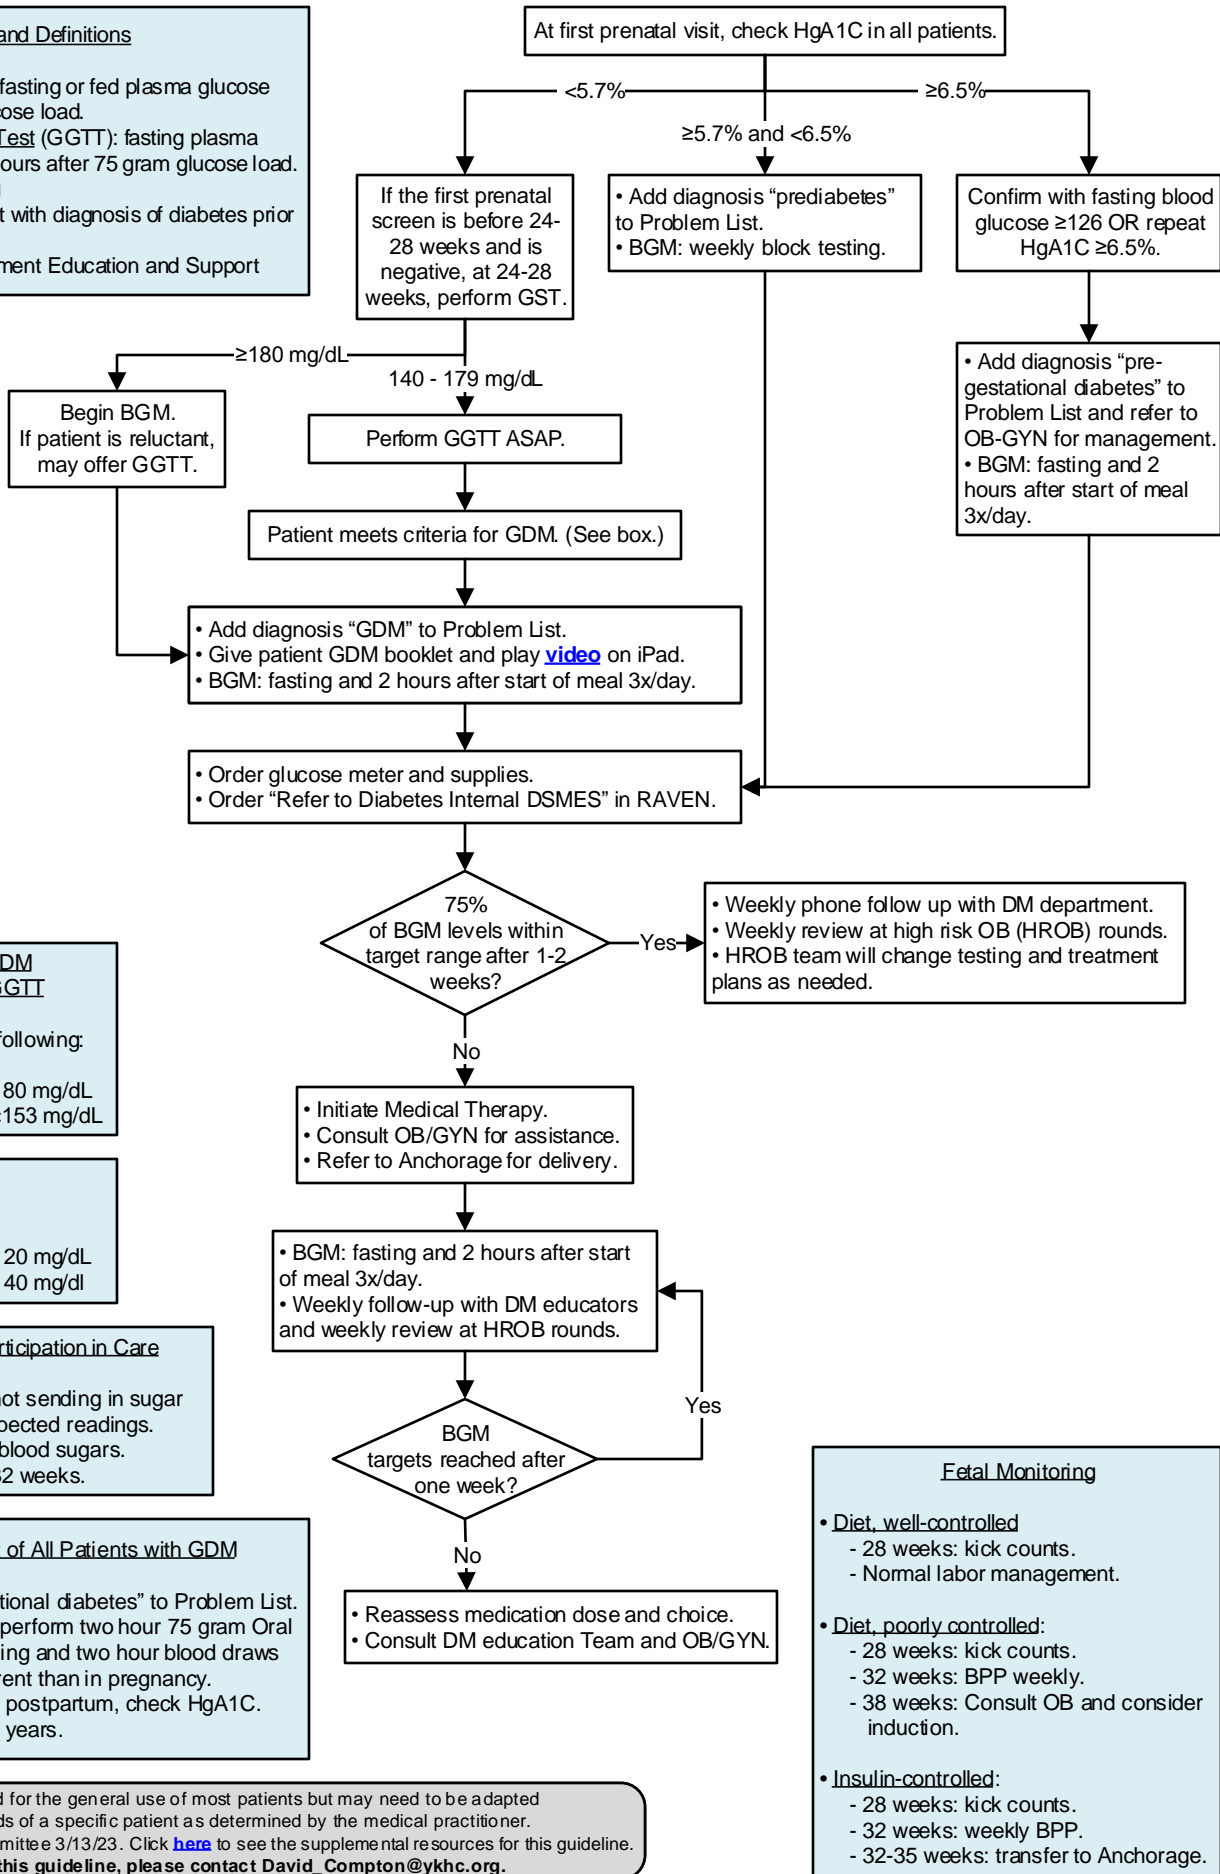 and Definitions
fasting or fed plasma glucose
cose load.
Test (GGTT): fasting plasma
ours after 75 gram glucose load.
t with diagnosis of diabetes prior
ment Education and Support
At first prenatal visit, check HgA1C in all patients.
<5.7%
≥5.7% and <6.5%
≥6.5%
If the first prenatal
screen is before 24-
28 weeks and is
negative, at 24-28
weeks, perform GST.
• Add diagnosis “prediabetes”
to Problem List.
• BGM: weekly block testing.
Confirm with fasting blood
glucose ≥126 OR repeat
HgA1C ≥6.5%.
≥180 mg/dL
140 - 179 mg/dL
Begin BGM.
If patient is reluctant,
may offer GGTT.
Perform GGTT ASAP.
• Add diagnosis “pre-
gestational diabetes” to
Problem List and refer to
OB-GYN for management.
• BGM: fasting and 2
hours after start of meal
3x/day.
Patient meets criteria for GDM. (See box.)
• Add diagnosis “GDM” to Problem List.
• Give patient GDM booklet and play video on iPad.
• BGM: fasting and 2 hours after start of meal 3x/day.
• Order glucose meter and supplies.
• Order “Refer to Diabetes Internal DSMES” in RAVEN.
75%
of BGM levels within
target range after 1-2
weeks?
Yes
• Weekly phone follow up with DM department.
• Weekly review at high risk OB (HROB) rounds.
• HROB team will change testing and treatment
plans as needed.
No
• Initiate Medical Therapy.
• Consult OB/GYN for assistance.
• Refer to Anchorage for delivery.
• BGM: fasting and 2 hours after start
of meal 3x/day.
• Weekly follow-up with DM educators
and weekly review at HROB rounds.
Yes
BGM
targets reached after
one week?
No
• Reassess medication dose and choice.
• Consult DM education Team and OB/GYN.
DM
GGTT
following:
80 mg/dL
153 mg/dL
20 mg/dL
40 mg/dl
rticipation in Care
not sending in sugar
pected readings.
blood sugars.
32 weeks.
of All Patients with GDM
tional diabetes” to Problem List.
perform two hour 75 gram Oral
ing and two hour blood draws
rent than in pregnancy.
postpartum, check HgA1C.
years.
Fetal Monitoring
• Diet, well-controlled
- 28 weeks: kick counts.
- Normal labor management.
• Diet, poorly controlled:
- 28 weeks: kick counts.
- 32 weeks: BPP weekly.
- 38 weeks: Consult OB and consider
induction.
• Insulin-controlled:
- 28 weeks: kick counts.
- 32 weeks: weekly BPP.
- 32-35 weeks: transfer to Anchorage.
d for the general use of most patients but may need to be adapted
ds of a specific patient as determined by the medical practitioner.
mittee 3/13/23. Click here to see the supplemental resources for this guideline.
this guideline, please contact David_Compton@ykhc.org.